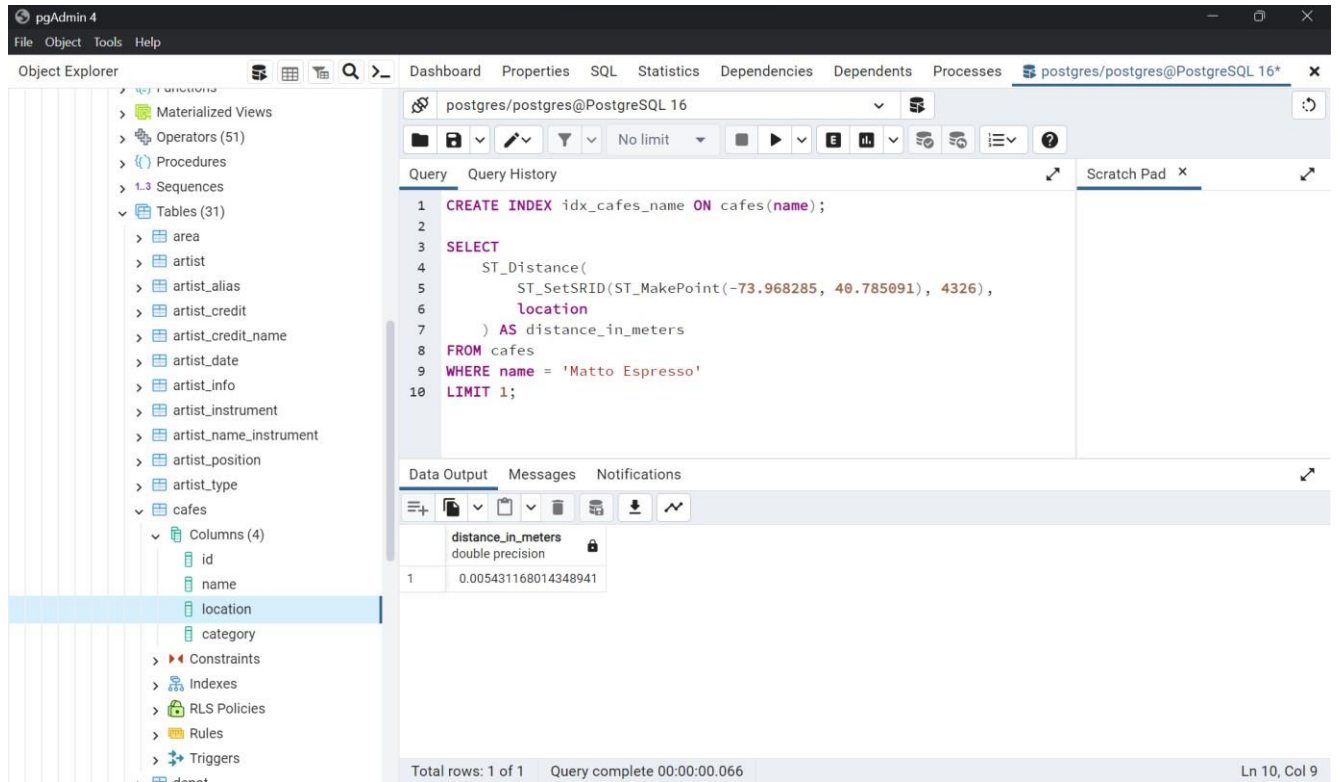 pgAdmin 4
File Object Tools Help
Object Explorer
Dashboard Properties SQL Statistics Dependencies Dependents Processes postgres/postgres@PostgreSQL 16*
Functions
Materialized Views
Operators (51)
Procedures
1..3 Sequences
Tables (31)
area
artist
artist_alias
artist_credit
artist_credit_name
artist_date
artist_info
artist_instrument
artist_name_instrument
artist_position
artist_type
cafes
Columns (4)
id
name
location
category
Constraints
Indexes
RLS Policies
Rules
Triggers
depot
postgres/postgres@PostgreSQL 16
No limit
E
Query Query History
Scratch Pad
1 CREATE INDEX idx_cafes_name ON cafes(name);
2
3 SELECT
4 ST_Distance(
5 ST_SetSRID(ST_MakePoint(-73.968285, 40.785091), 4326),
6 location
7 ) AS distance_in_meters
8 FROM cafes
9 WHERE name = 'Matto Espresso'
10 LIMIT 1;
Data Output Messages Notifications
distance_in_meters
double precision
1 0.005431168014348941
Total rows: 1 of 1 Query complete 00:00:00.066 Ln 10, Col 9